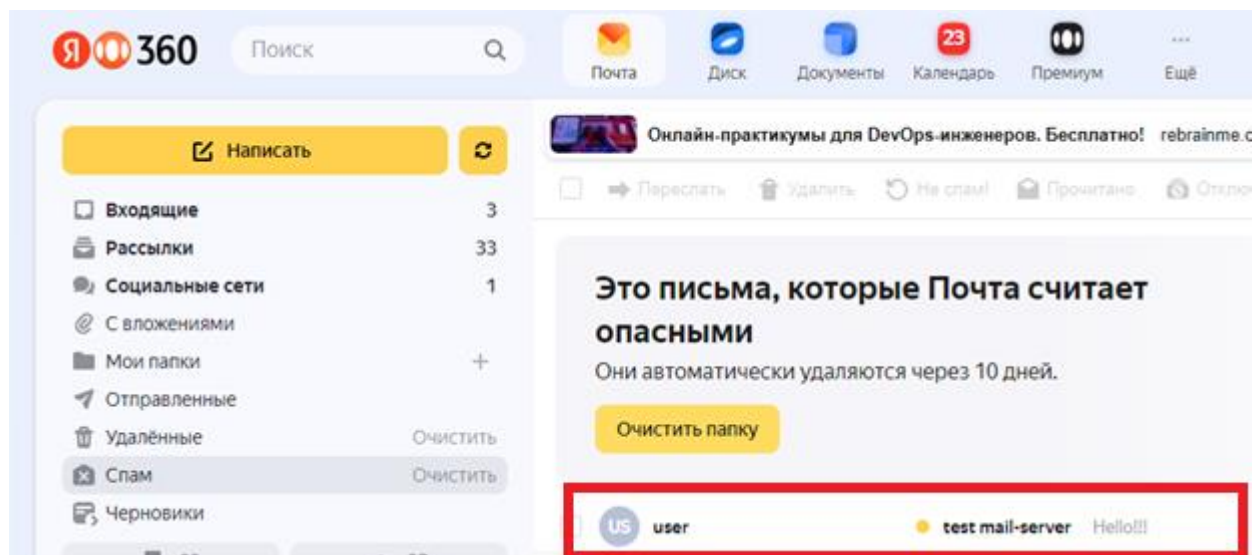 Я 360
Поиск
Почта
Диск
Документы
23
Календарь
Премиум
Ещё
Написать
Онлайн-практикумы для DevOps-инженеров. Бесплатно! rebrainme.c
Переслать Удалить Не спам! Прочитано Отклю
Входящие 3
Рассылки 33
Социальные сети 1
С вложениями
Мои папки +
Отправленные
Удалённые Очистить
Спам Очистить
Черновики
Это письма, которые Почта считает
опасными
Они автоматически удаляются через 10 дней.
Очистить папку
US user test mail-server Hello!!!